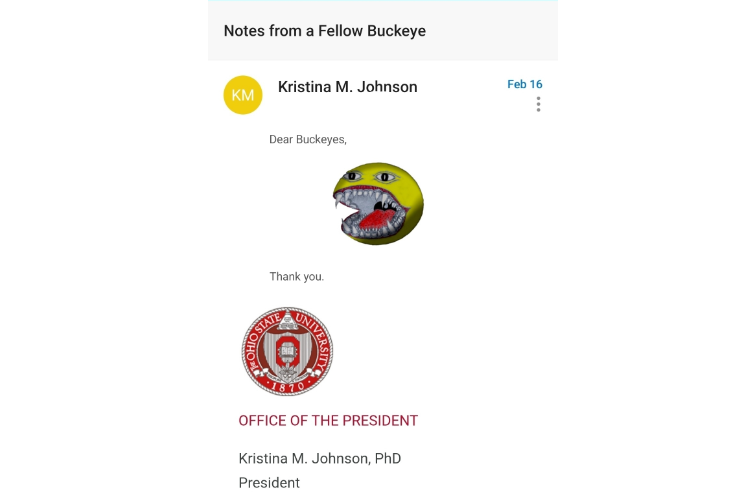 Notes from a Fellow Buckeye
KM
Kristina M. Johnson
Feb 16
Dear Buckeyes,
Thank you.
THE OHIO STATE UNIVERSITY
1870
OFFICE OF THE PRESIDENT
Kristina M. Johnson, PhD
President